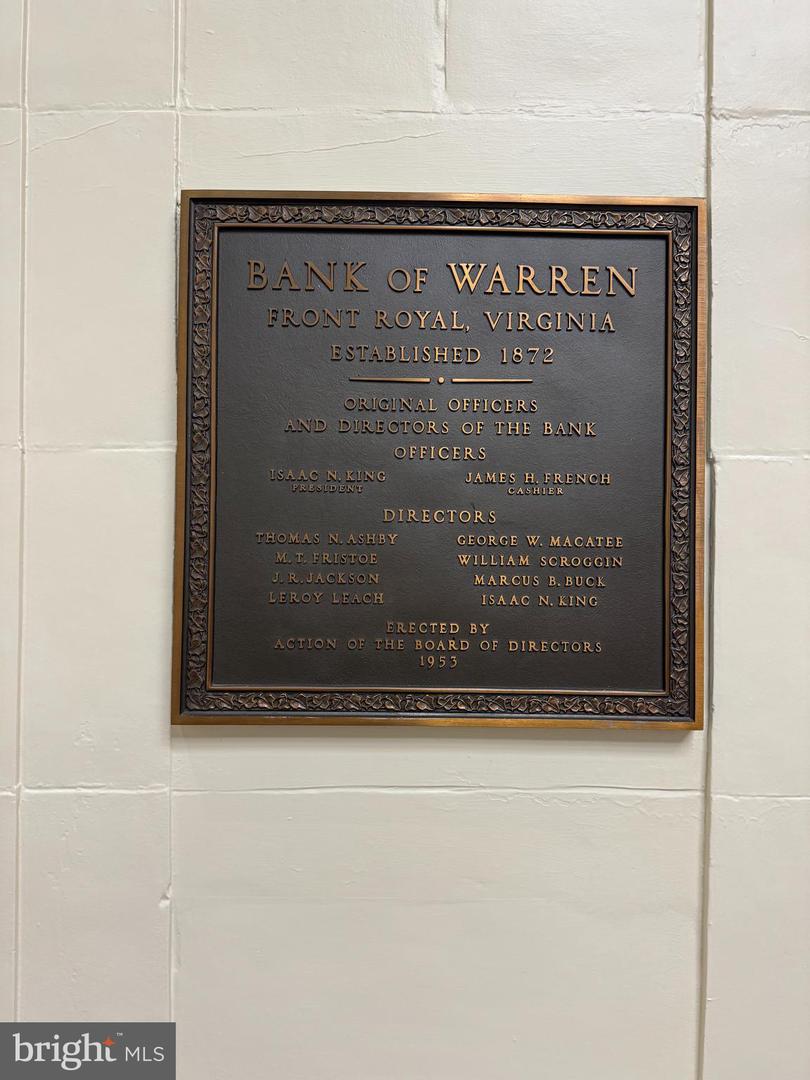 BANK OF WARREN
FRONT ROYAL, VIRGINIA
ESTABLISHED 1872
ORIGINAL OFFICERS
AND DIRECTORS OF THE BANK
OFFICERS
ISAAC N. KING JAMES H. FRENCH
PRESIDENT CASHIER
DIRECTORS
THOMAS N. ASHBY GEORGE W. MACATEE
M. T. FRISTOE WILLIAM SCROGGIN
J. R. JACKSON MARCUS B. BUCK
LEROY LEACH ISAAC N. KING
ERECTED BY
ACTION OF THE BOARD OF DIRECTORS
1953
bright™ MLS